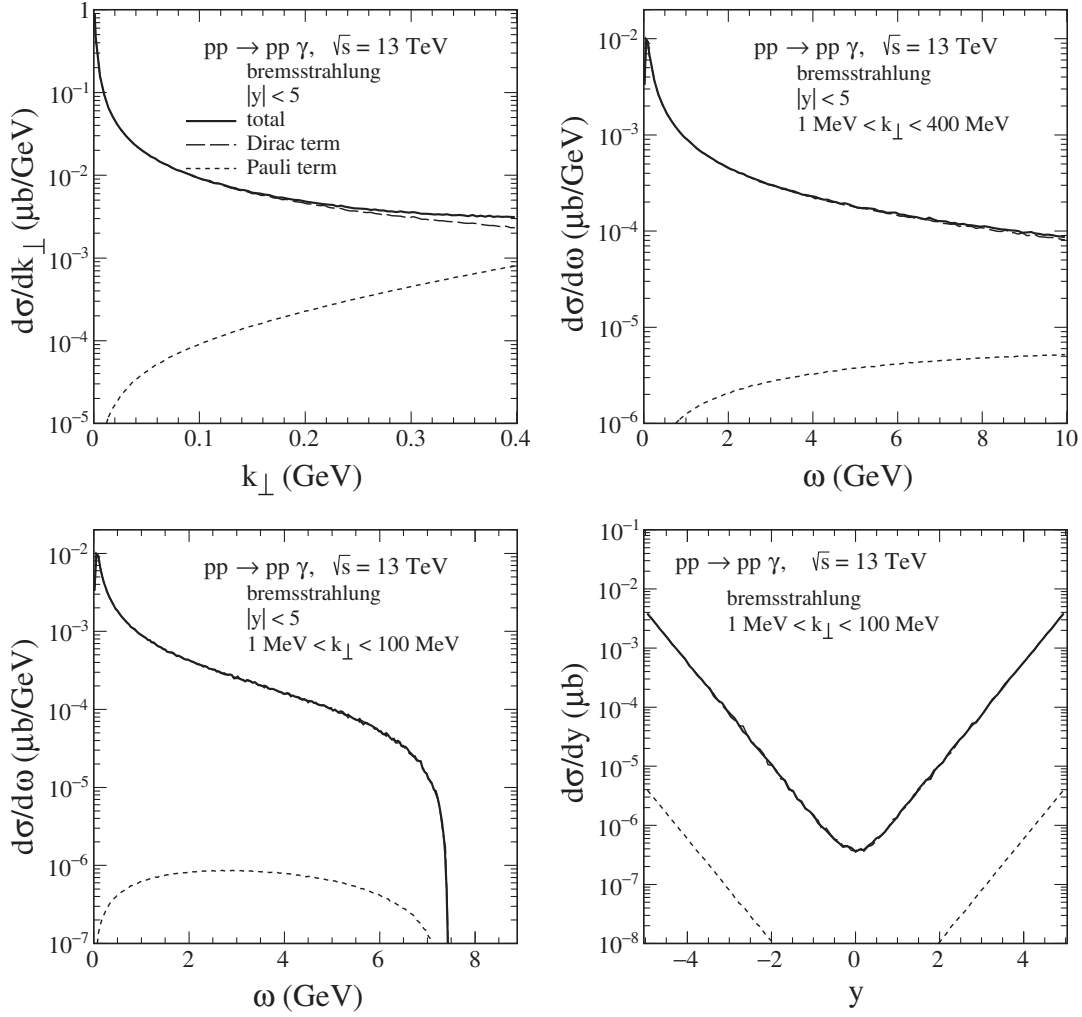 dσ/dk⊥ (μb/GeV)
1
10⁻¹
10⁻²
10⁻³
10⁻⁴
10⁻⁵
pp → pp γ, √s = 13 TeV
bremsstrahlung
|y| < 5
total
Dirac term
Pauli term
0 0.1 0.2 0.3 0.4
k⊥ (GeV)
dσ/dω (μb/GeV)
10⁻²
10⁻³
10⁻⁴
10⁻⁵
10⁻⁶
pp → pp γ, √s = 13 TeV
bremsstrahlung
|y| < 5
1 MeV < k⊥ < 400 MeV
0 2 4 6 8 10
ω (GeV)
dσ/dω (μb/GeV)
10⁻²
10⁻³
10⁻⁴
10⁻⁵
10⁻⁶
10⁻⁷
pp → pp γ, √s = 13 TeV
bremsstrahlung
|y| < 5
1 MeV < k⊥ < 100 MeV
0 2 4 6 8
ω (GeV)
dσ/dy (μb)
10⁻¹
10⁻²
10⁻³
10⁻⁴
10⁻⁵
10⁻⁶
10⁻⁷
10⁻⁸
pp → pp γ, √s = 13 TeV
bremsstrahlung
1 MeV < k⊥ < 100 MeV
−4 −2 0 2 4
y